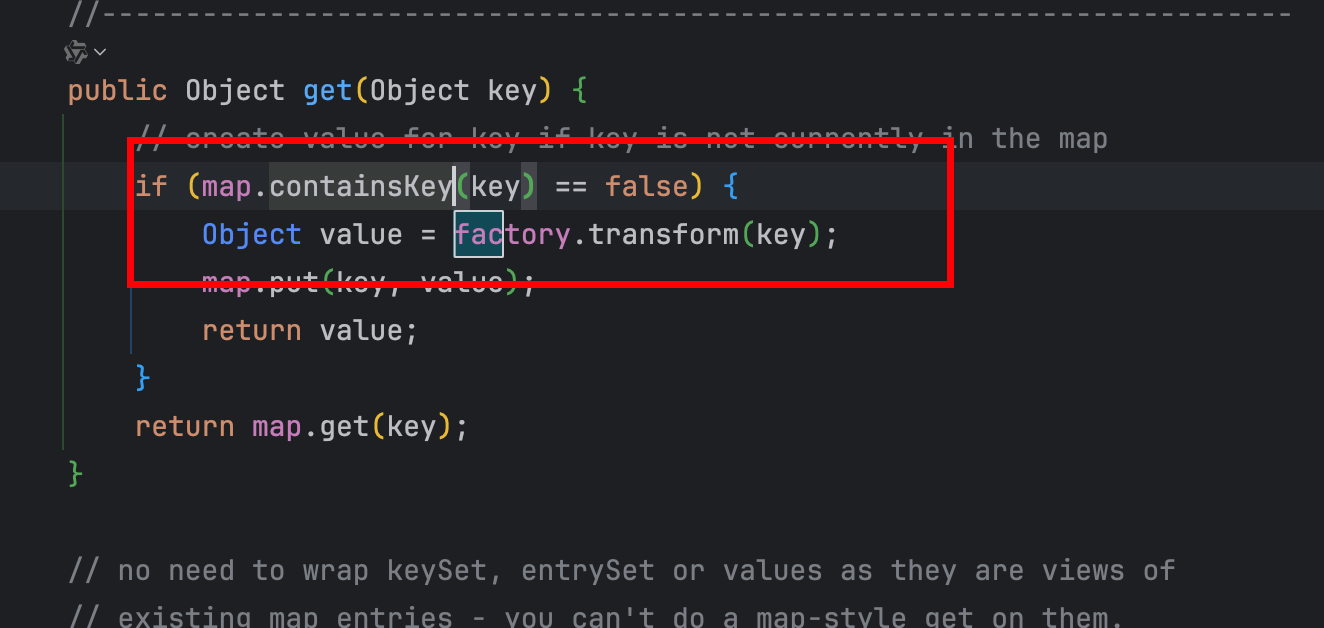 //-----------------------------------------------------------------------
public Object get(Object key) {
// create value for key if key is not currently in the map
if (map.containsKey(key) == false) {
Object value = factory.transform(key);
map.put(key, value);
return value;
}
return map.get(key);
}
// no need to wrap keySet, entrySet or values as they are views of
// existing map entries - you can't do a map-style get on them.